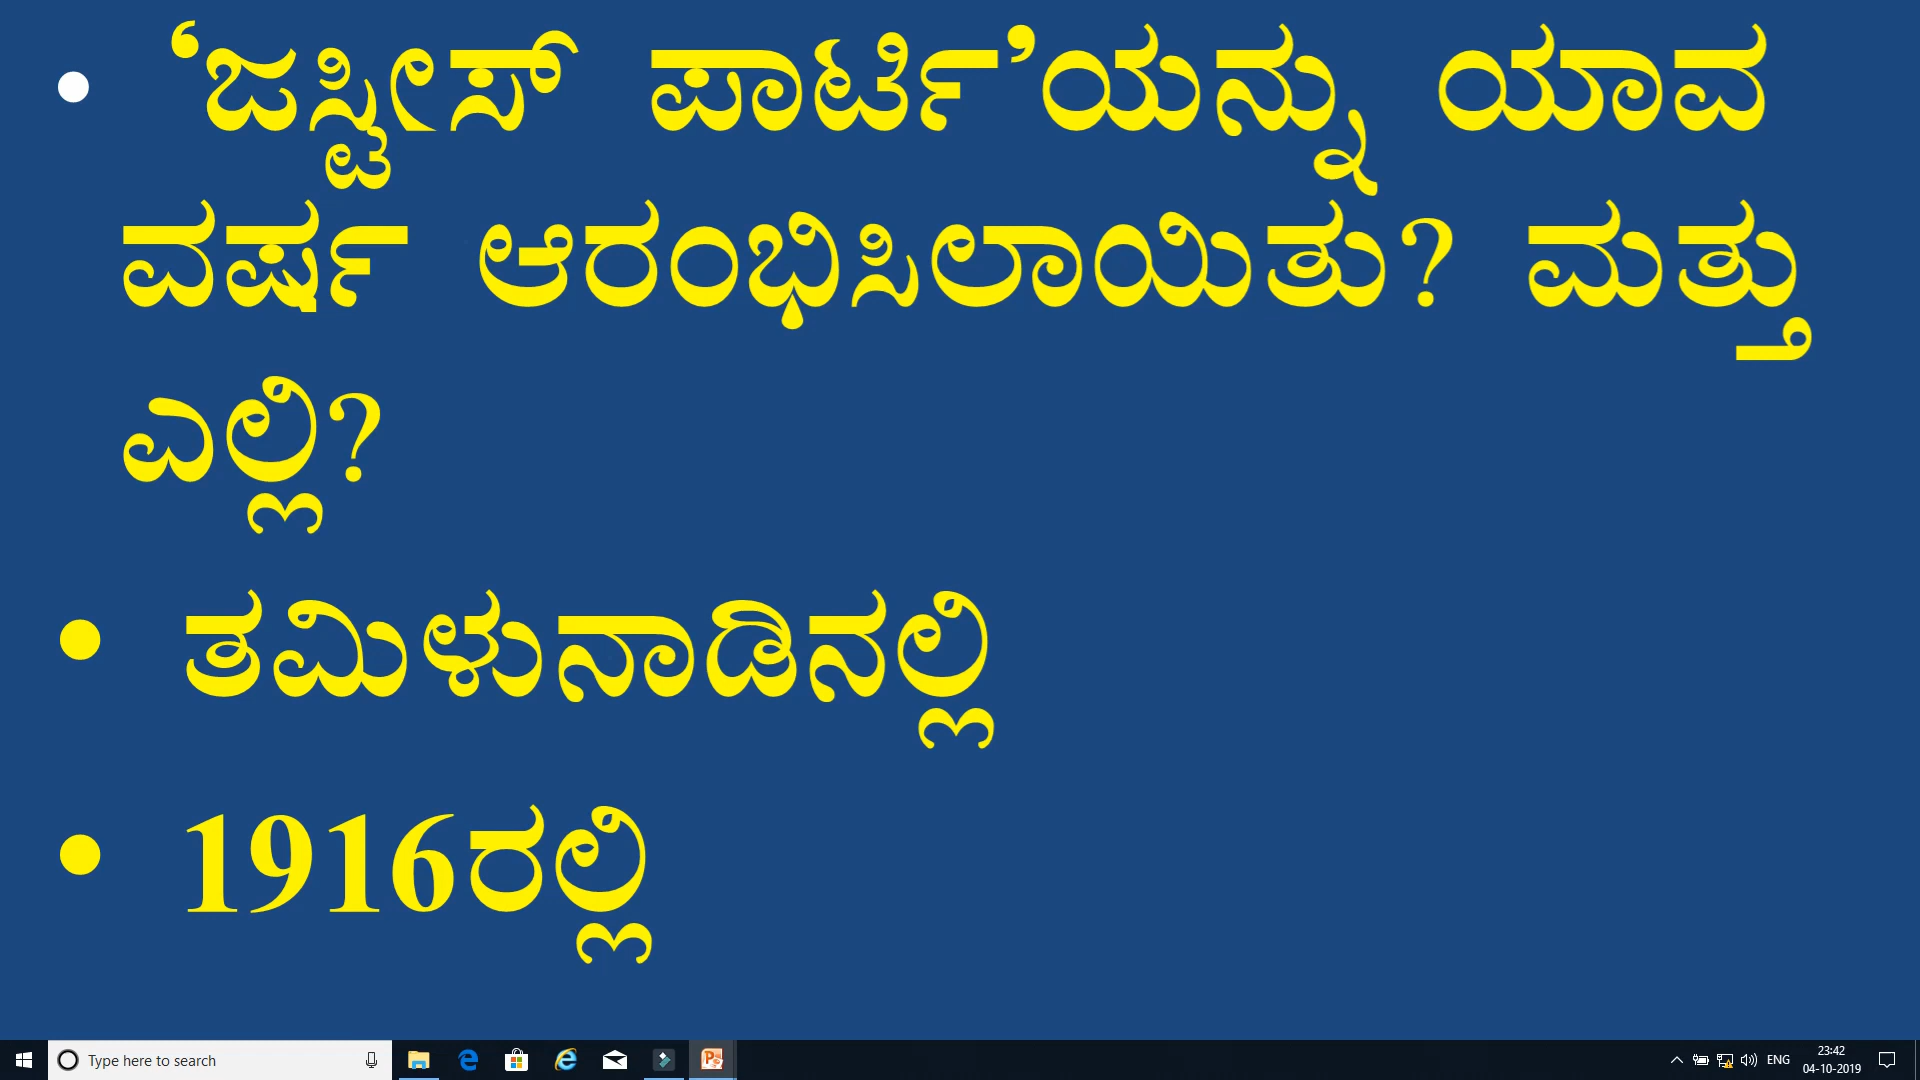 • ‘ಜಸ್ಟೀಸ್ ಪಾರ್ಟಿ’ಯನ್ನು ಯಾವ
ವರ್ಷ ಆರಂಭಿಸಿಲಾಯಿತು? ಮತ್ತು
ಎಲ್ಲಿ?
• ತಮಿಳುನಾಡಿನಲ್ಲಿ
• 1916ರಲ್ಲಿ
Type here to search
ENG
23:42
04-10-2019